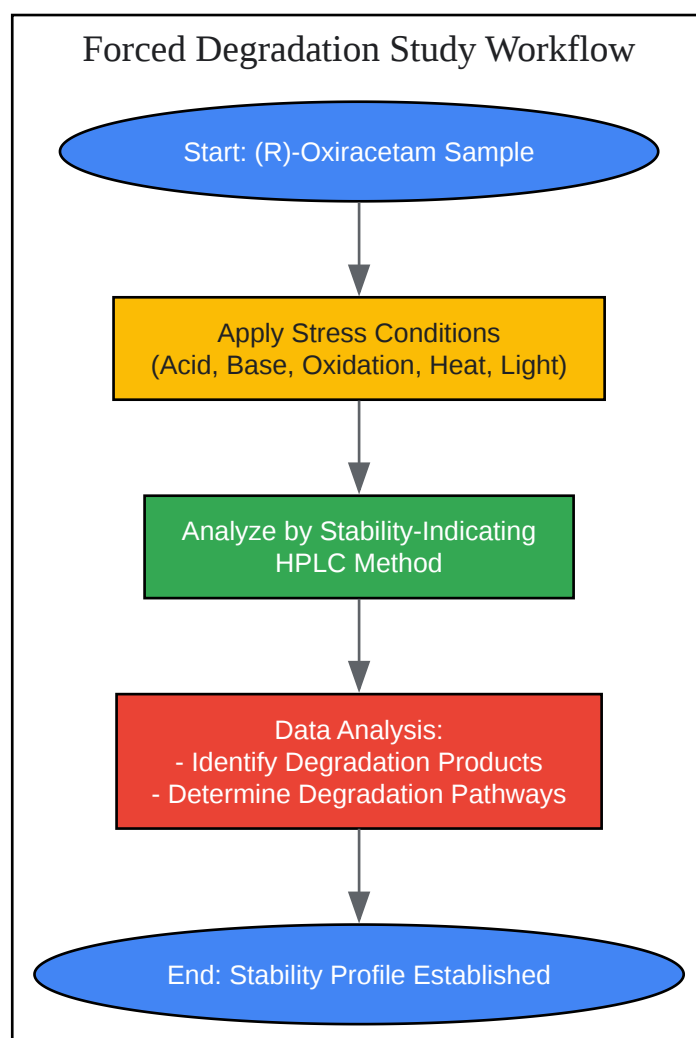 Forced Degradation Study Workflow
Start: (R)-Oxiracetam Sample
Apply Stress Conditions
(Acid, Base, Oxidation, Heat, Light)
Analyze by Stability-Indicating
HPLC Method
Data Analysis:
- Identify Degradation Products
- Determine Degradation Pathways
End: Stability Profile Established